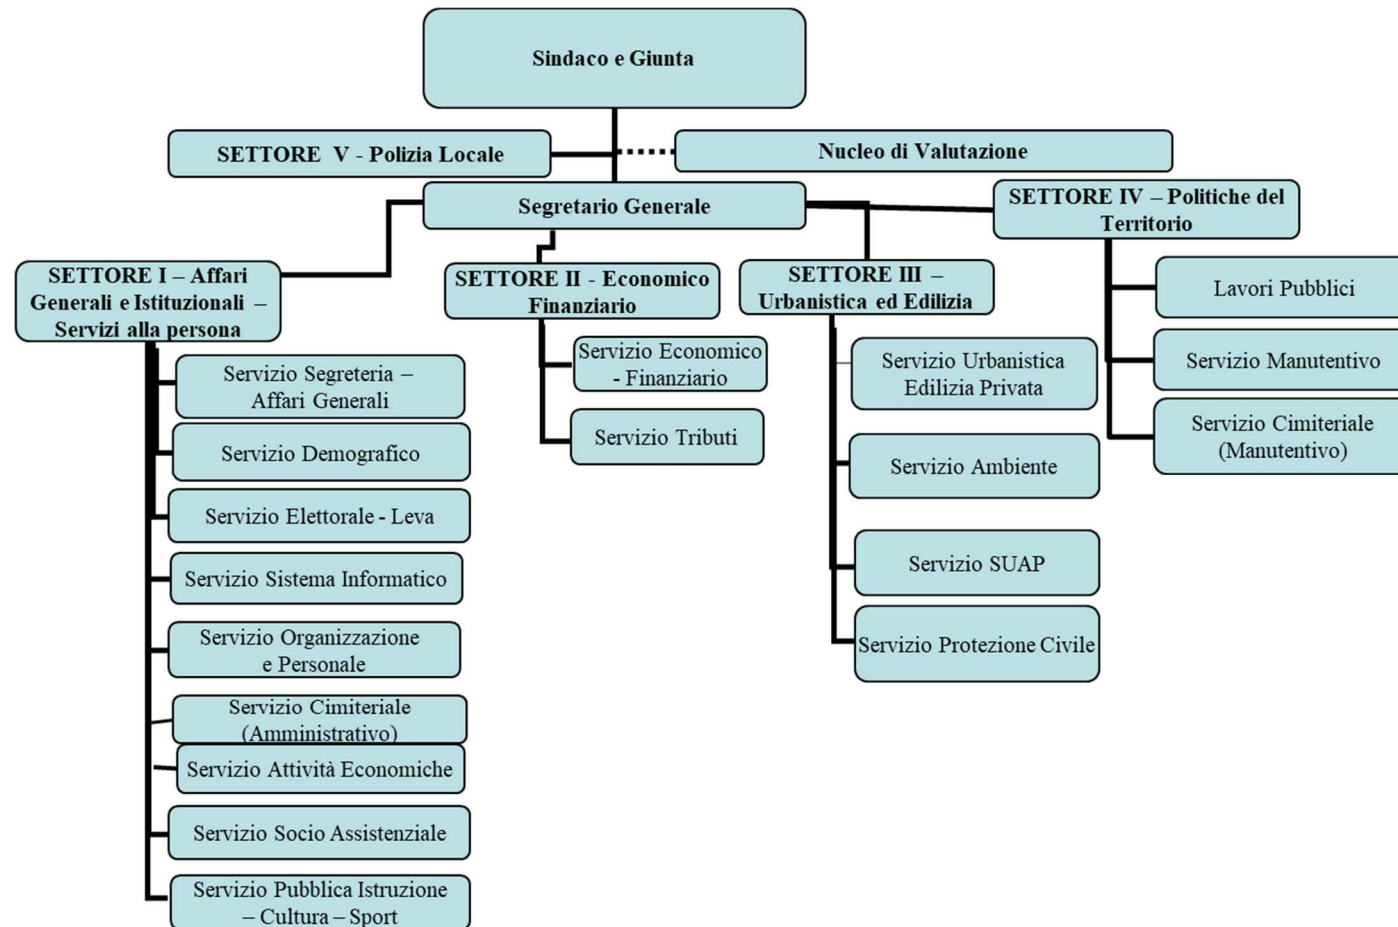 Sindaco e Giunta
SETTORE V - Polizia Locale
Nucleo di Valutazione
Segretario Generale
SETTORE IV – Politiche del
Territorio
SETTORE I – Affari
Generali e Istituzionali –
Servizi alla persona
SETTORE II - Economico
Finanziario
SETTORE III –
Urbanistica ed Edilizia
Lavori Pubblici
Servizio Manutentivo
Servizio Cimiteriale
(Manutentivo)
Servizio Economico
- Finanziario
Servizio Tributi
Servizio Urbanistica
Edilizia Privata
Servizio Ambiente
Servizio SUAP
Servizio Protezione Civile
Servizio Segreteria –
Affari Generali
Servizio Demografico
Servizio Elettorale - Leva
Servizio Sistema Informatico
Servizio Organizzazione
e Personale
Servizio Cimiteriale
(Amministrativo)
Servizio Attività Economiche
Servizio Socio Assistenziale
Servizio Pubblica Istruzione
– Cultura – Sport